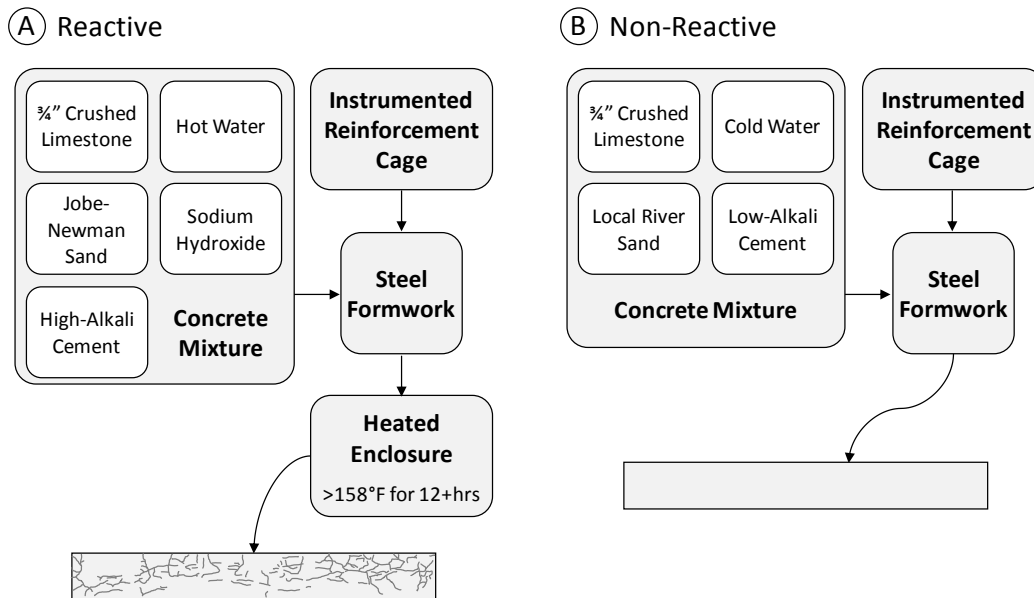 A Reactive
¾" Crushed
Limestone
Hot Water
Jobe-
Newman
Sand
Sodium
Hydroxide
High-Alkali
Cement
Concrete
Mixture
Instrumented
Reinforcement
Cage
Steel
Formwork
Heated
Enclosure
>158°F for 12+hrs
B Non-Reactive
¾" Crushed
Limestone
Cold Water
Local River
Sand
Low-Alkali
Cement
Concrete Mixture
Instrumented
Reinforcement
Cage
Steel
Formwork